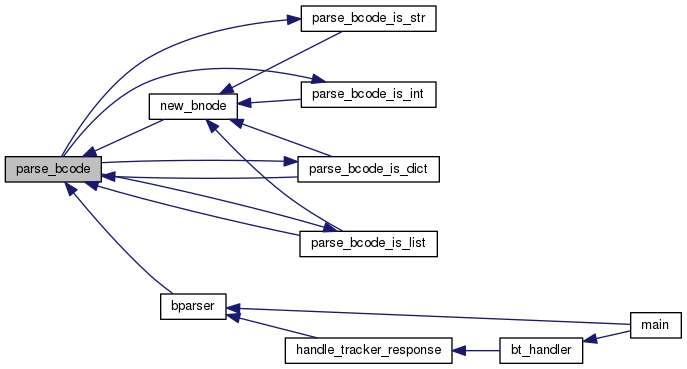 parse_bcode_is_str
parse_bcode_is_int
new_bnode
parse_bcode
parse_bcode_is_dict
parse_bcode_is_list
bparser
main
handle_tracker_response
bt_handler